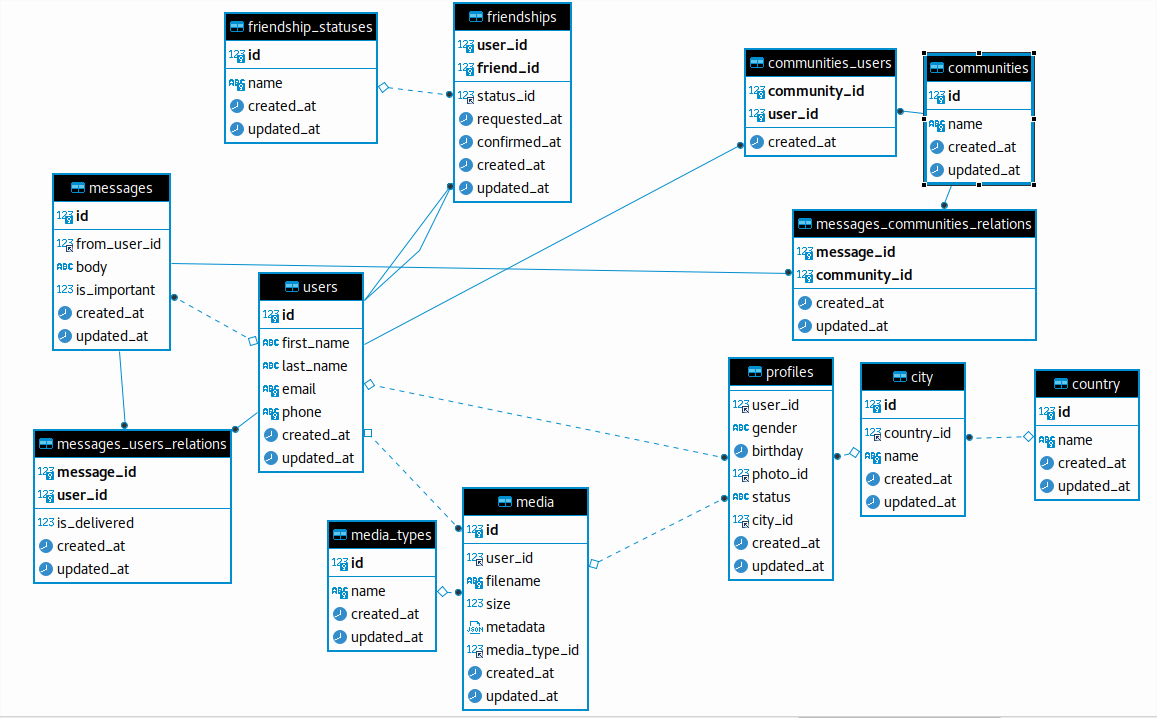 friendship_statuses
id
name
created_at
updated_at
friendships
user_id
friend_id
status_id
requested_at
confirmed_at
created_at
updated_at
communities_users
community_id
user_id
created_at
communities
id
name
created_at
updated_at
messages
id
from_user_id
body
is_important
created_at
updated_at
messages_communities_relations
message_id
community_id
created_at
updated_at
users
id
first_name
last_name
email
phone
created_at
updated_at
profiles
user_id
gender
birthday
photo_id
status
city_id
created_at
updated_at
city
id
country_id
name
created_at
updated_at
country
id
name
created_at
updated_at
messages_users_relations
message_id
user_id
is_delivered
created_at
updated_at
media_types
id
name
created_at
updated_at
media
id
user_id
filename
size
metadata
media_type_id
created_at
updated_at